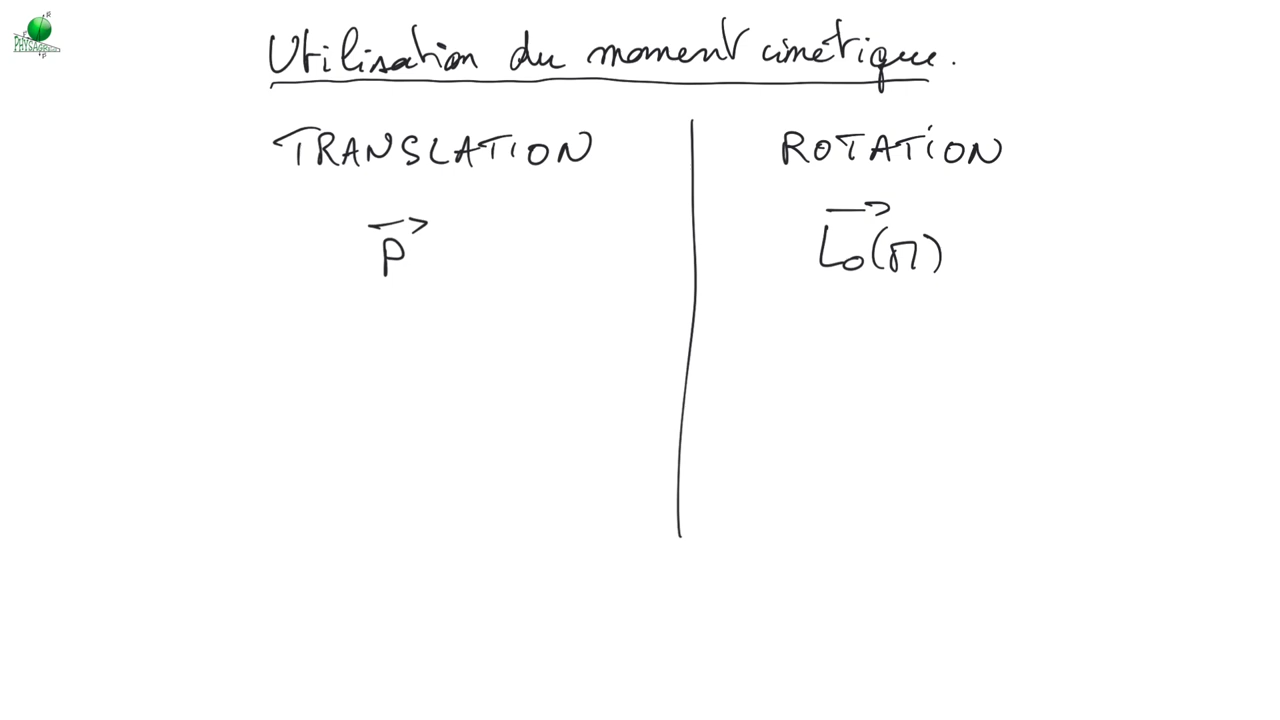 Utilisation du moment cinétique.
TRANSLATION
ROTATION
p⃗
L⃗o(M)